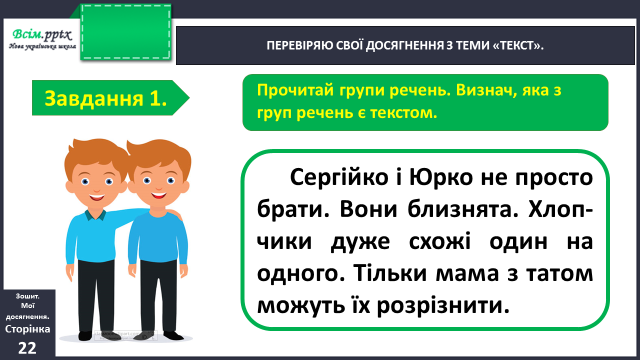 Всім.pptx
Нова українська школа
ПЕРЕВІРЯЮ СВОЇ ДОСЯГНЕННЯ З ТЕМИ «ТЕКСТ».
Завдання 1.
Прочитай групи речень. Визнач, яка з
груп речень є текстом.
Сергійко і Юрко не просто
брати. Вони близнята. Хлоп-
чики дуже схожі один на
одного. Тільки мама з татом
можуть їх розрізнити.
Зошит.
Мої
досягнення.
Сторінка
22